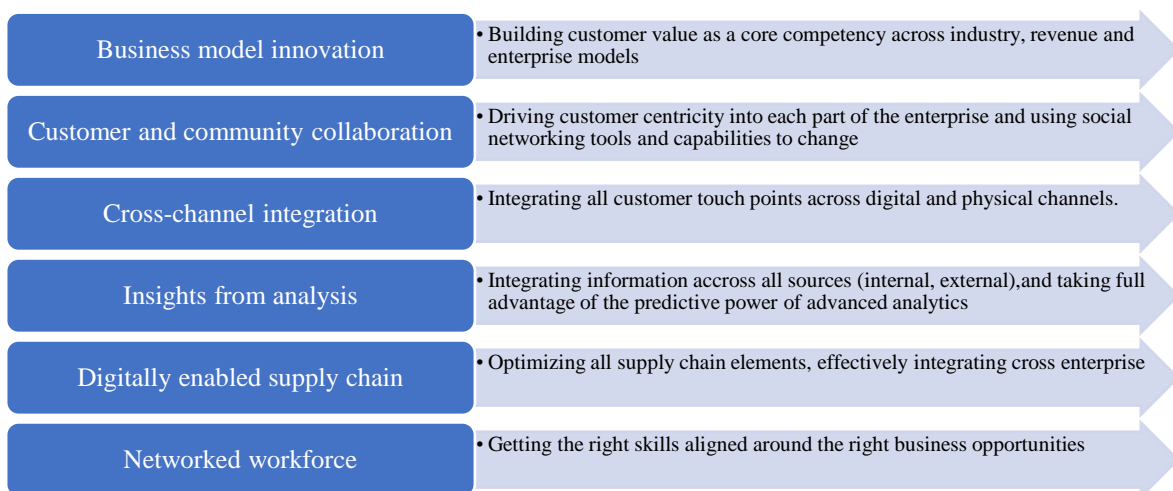 Business model innovation
• Building customer value as a core competency across industry, revenue and
enterprise models
Customer and community collaboration
• Driving customer centricity into each part of the enterprise and using social
networking tools and capabilities to change
Cross-channel integration
• Integrating all customer touch points across digital and physical channels.
Insights from analysis
• Integrating information accross all sources (internal, external),and taking full
advantage of the predictive power of advanced analytics
Digitally enabled supply chain
• Optimizing all supply chain elements, effectively integrating cross enterprise
Networked workforce
• Getting the right skills aligned around the right business opportunities